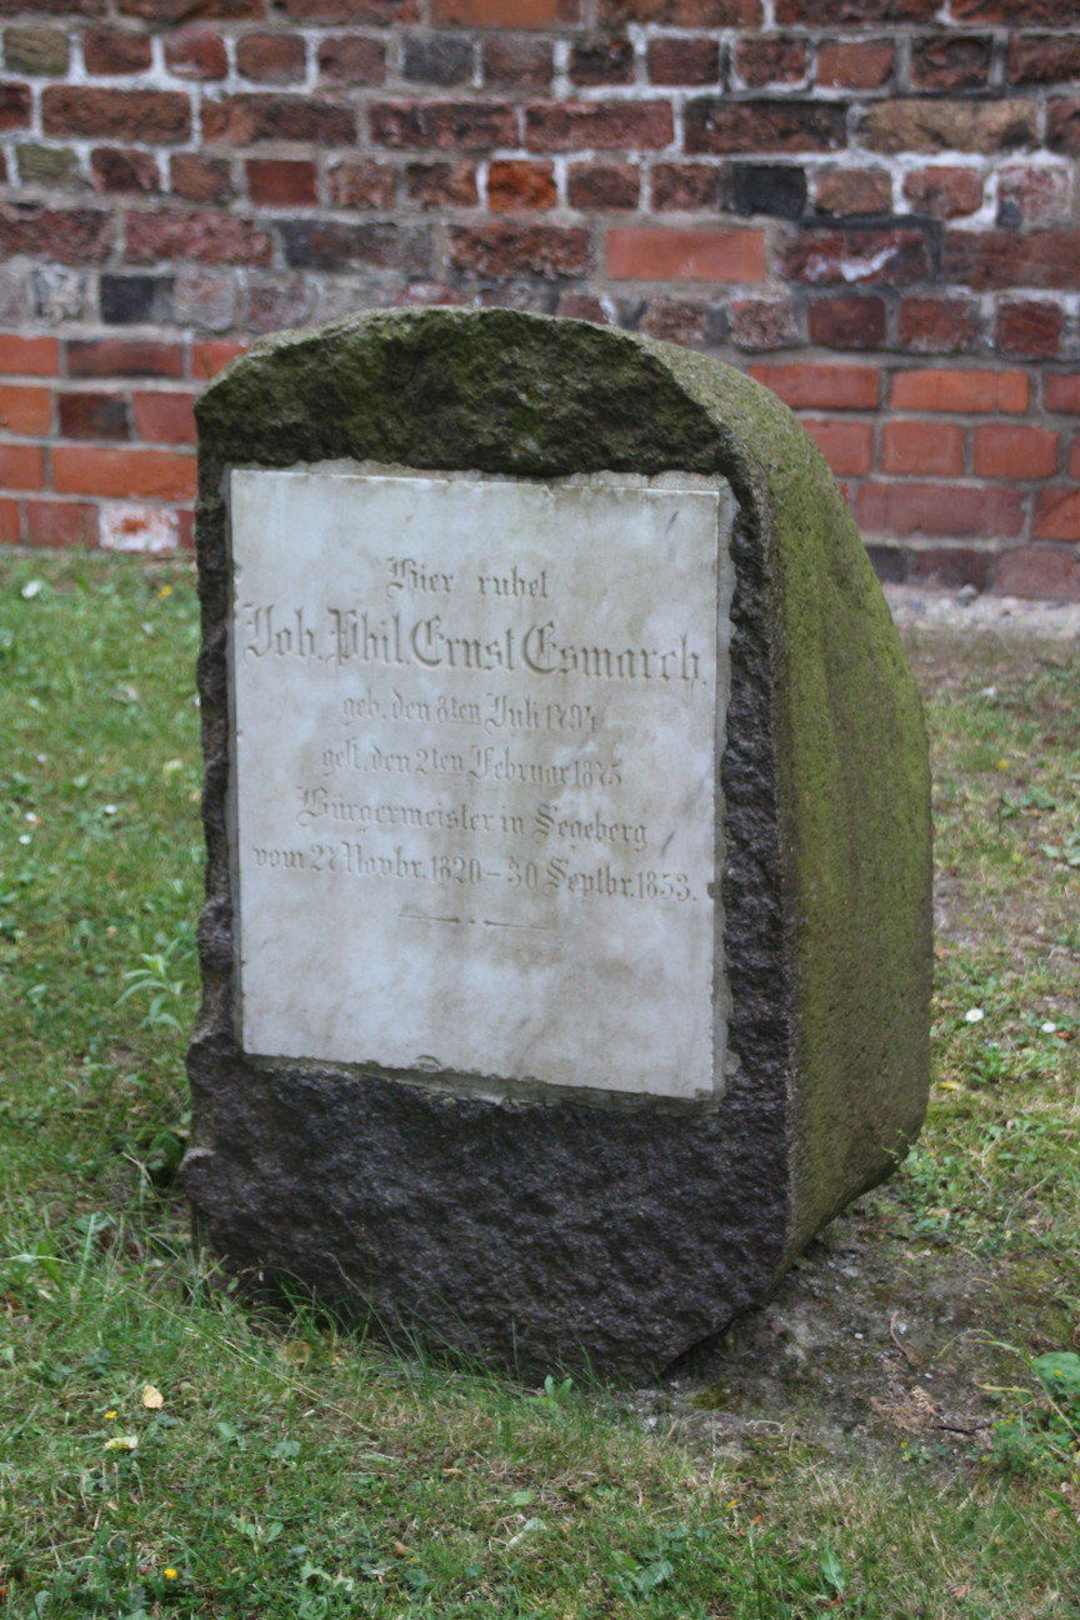 Hier ruhet
Joh. Phil. Ernst Esmarch,
geb. den 8ten Juli 1794
gest. den 2ten Februar 1875
Bürgermeister in Segeberg
vom 27 Novbr. 1820 – 30 Septbr. 1853.